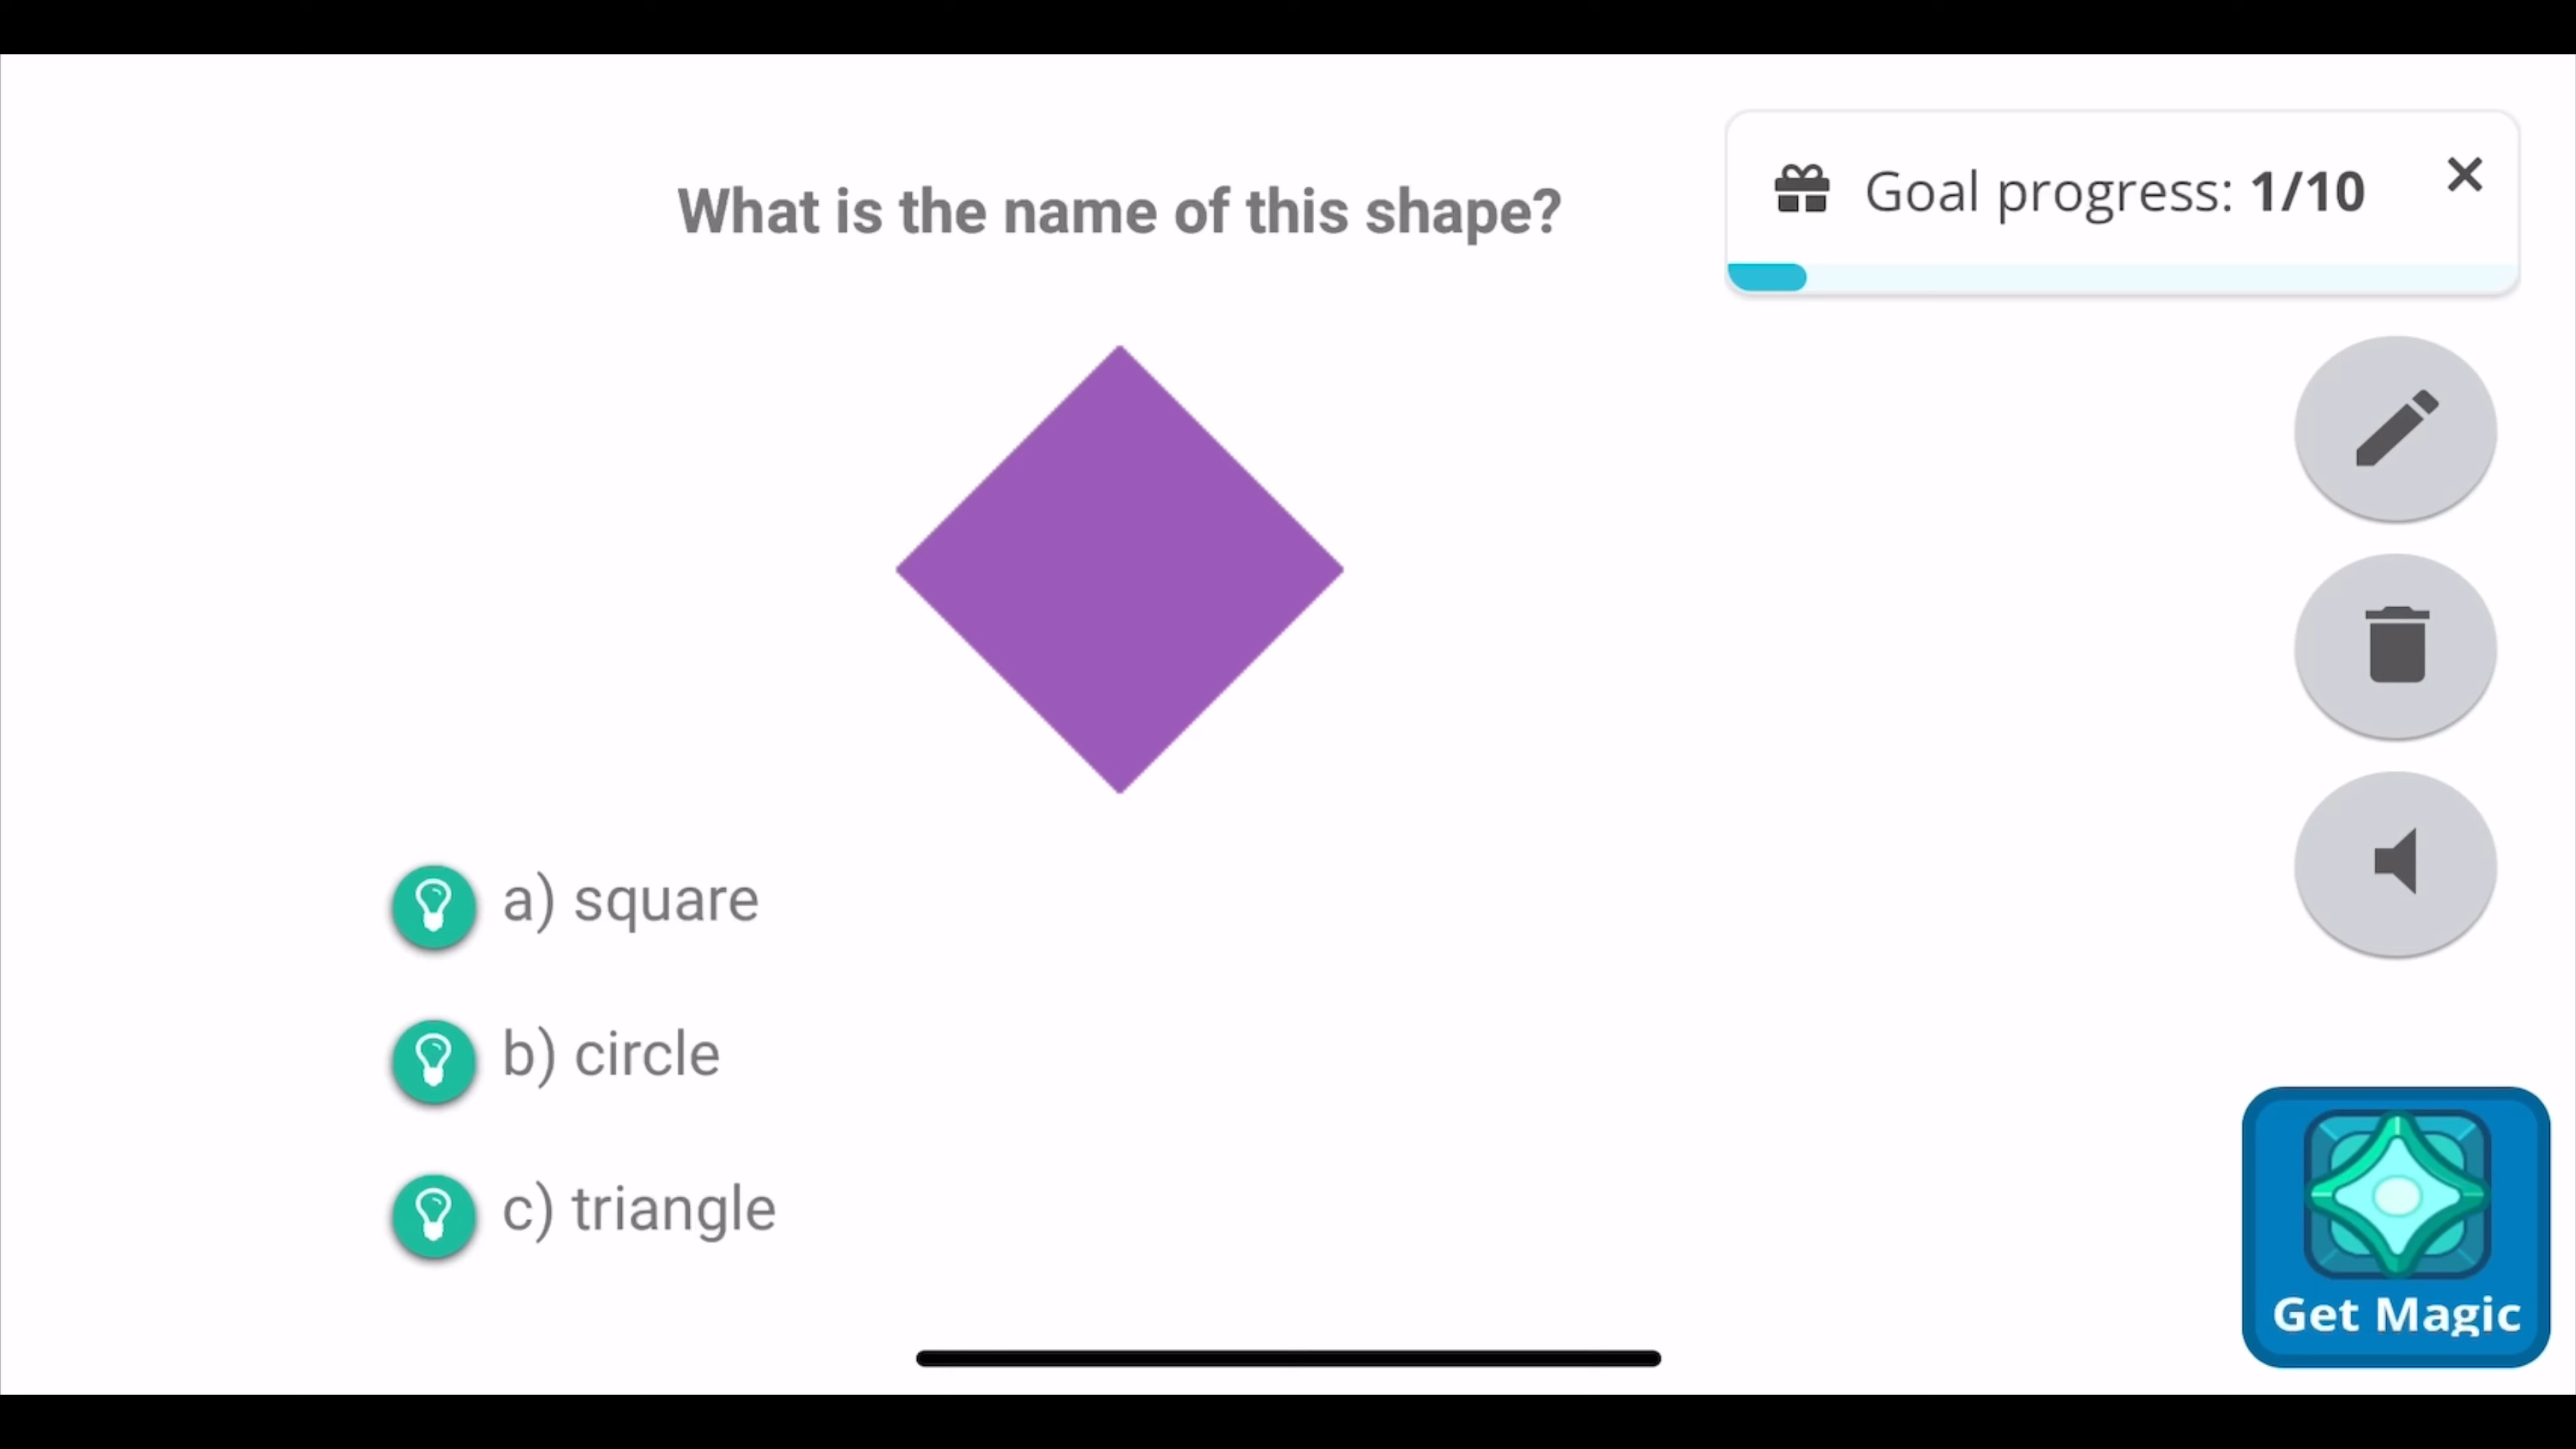 What is the name of this shape?
Goal progress: 1/10
a) square
b) circle
c) triangle
Get Magic